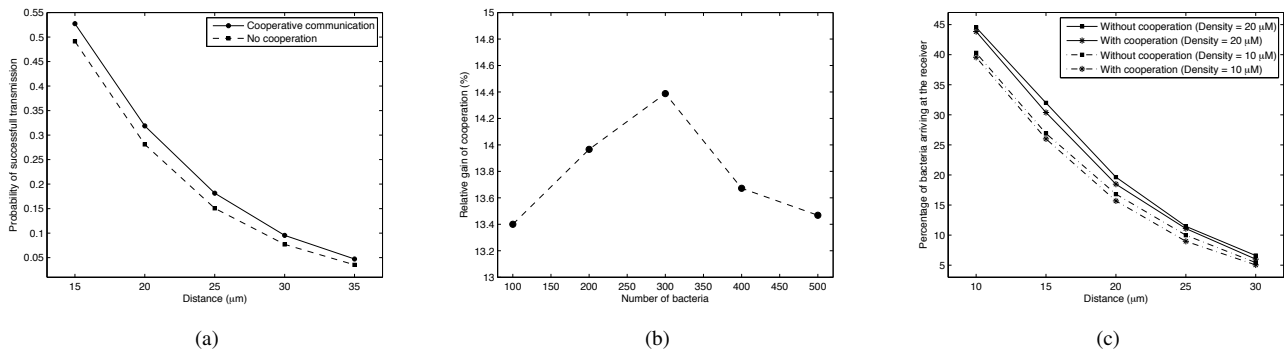 0.55
0.5
0.45
0.4
0.35
0.3
0.25
0.2
0.15
0.1
0.05
Probability of successfull transmission
Cooperative communication
No cooperation
15 20 25 30 35
Distance (μm)
(a)
15
14.8
14.6
14.4
14.2
14
13.8
13.6
13.4
13.2
13
Relative gain of cooperation (%)
100 150 200 250 300 350 400 450 500
Number of bacteria
(b)
45
40
35
30
25
20
15
10
5
Percentage of bacteria arriving at the receiver
Without cooperation (Density = 20 μM)
With cooperation (Density = 20 μM)
Without cooperation (Density = 10 μM)
With cooperation (Density = 10 μM)
10 15 20 25 30
Distance (μm)
(c)